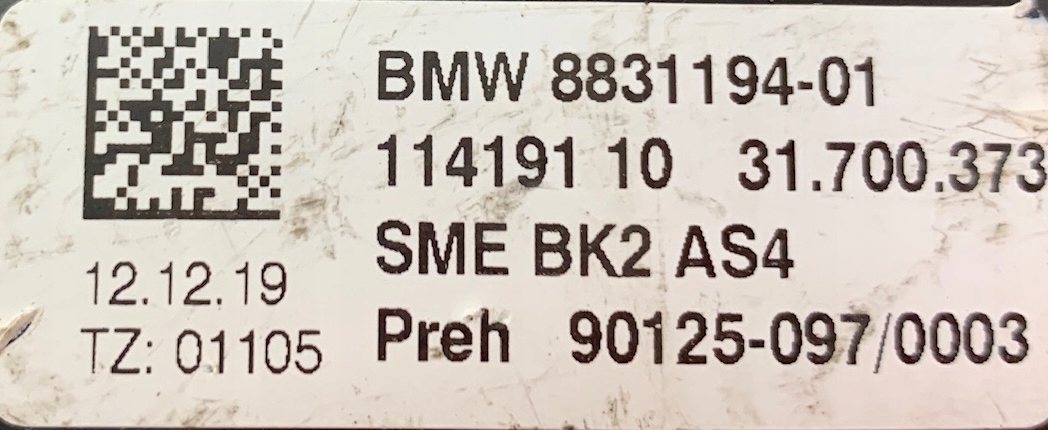 BMW 8831194-01
114191 10 31.700.373
SME BK2 AS4
Preh 90125-097/0003
12.12.19
TZ: 01105